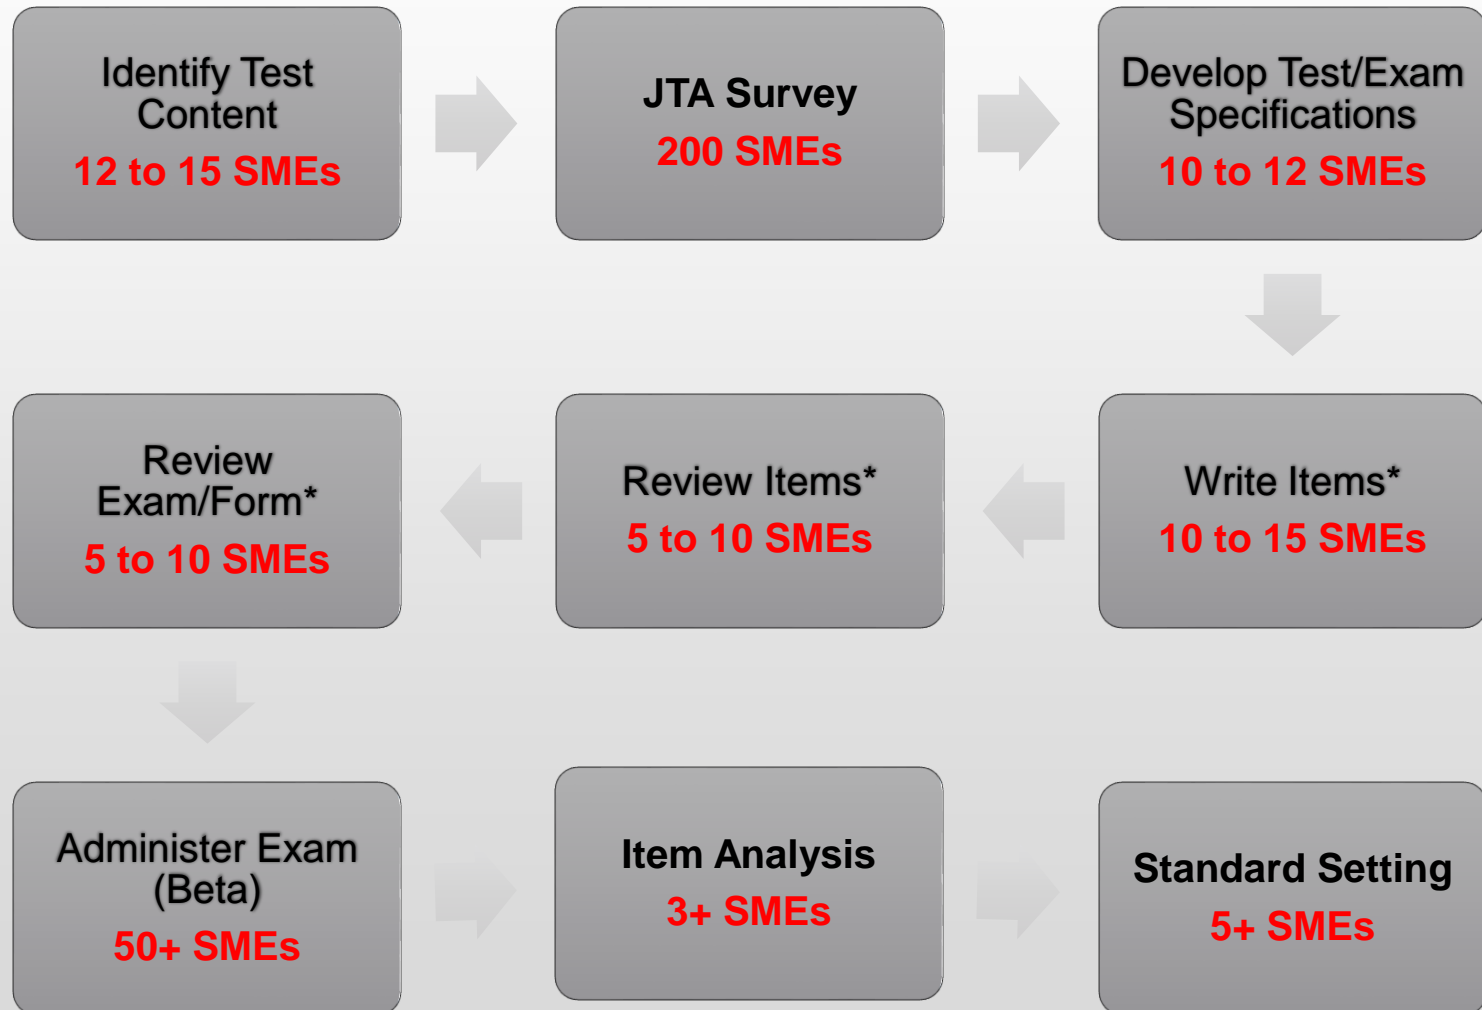 Identify Test
Content
12 to 15 SMEs
JTA Survey
200 SMEs
Develop Test/Exam
Specifications
10 to 12 SMEs
Write Items*
10 to 15 SMEs
Review Items*
5 to 10 SMEs
Review
Exam/Form*
5 to 10 SMEs
Administer Exam
(Beta)
50+ SMEs
Item Analysis
3+ SMEs
Standard Setting
5+ SMEs